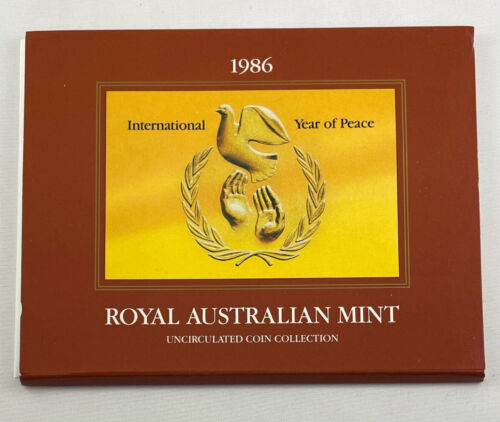 1986
International Year of Peace
ROYAL AUSTRALIAN MINT
UNCIRCULATED COIN COLLECTION